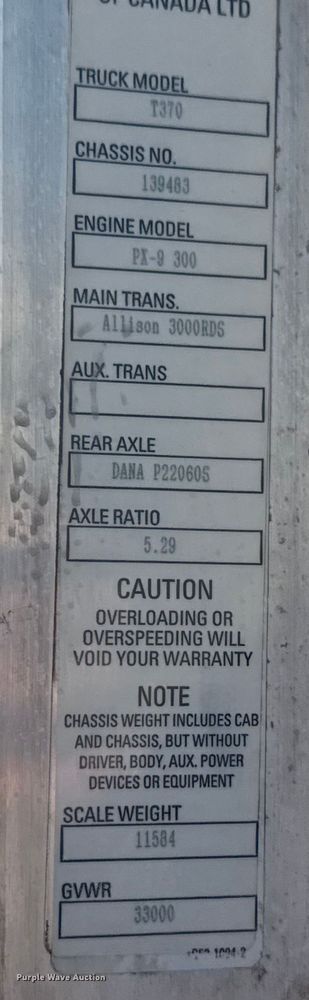 OF CANADA LTD
TRUCK MODEL
T370
CHASSIS NO.
139483
ENGINE MODEL
PX-9 300
MAIN TRANS.
Allison 3000RDS
AUX. TRANS
REAR AXLE
DANA P22060S
AXLE RATIO
5.29
CAUTION
OVERLOADING OR
OVERSPEEDING WILL
VOID YOUR WARRANTY
NOTE
CHASSIS WEIGHT INCLUDES CAB
AND CHASSIS, BUT WITHOUT
DRIVER, BODY, AUX. POWER
DEVICES OR EQUIPMENT
SCALE WEIGHT
11584
GVWR
33000
Purple Wave Auction